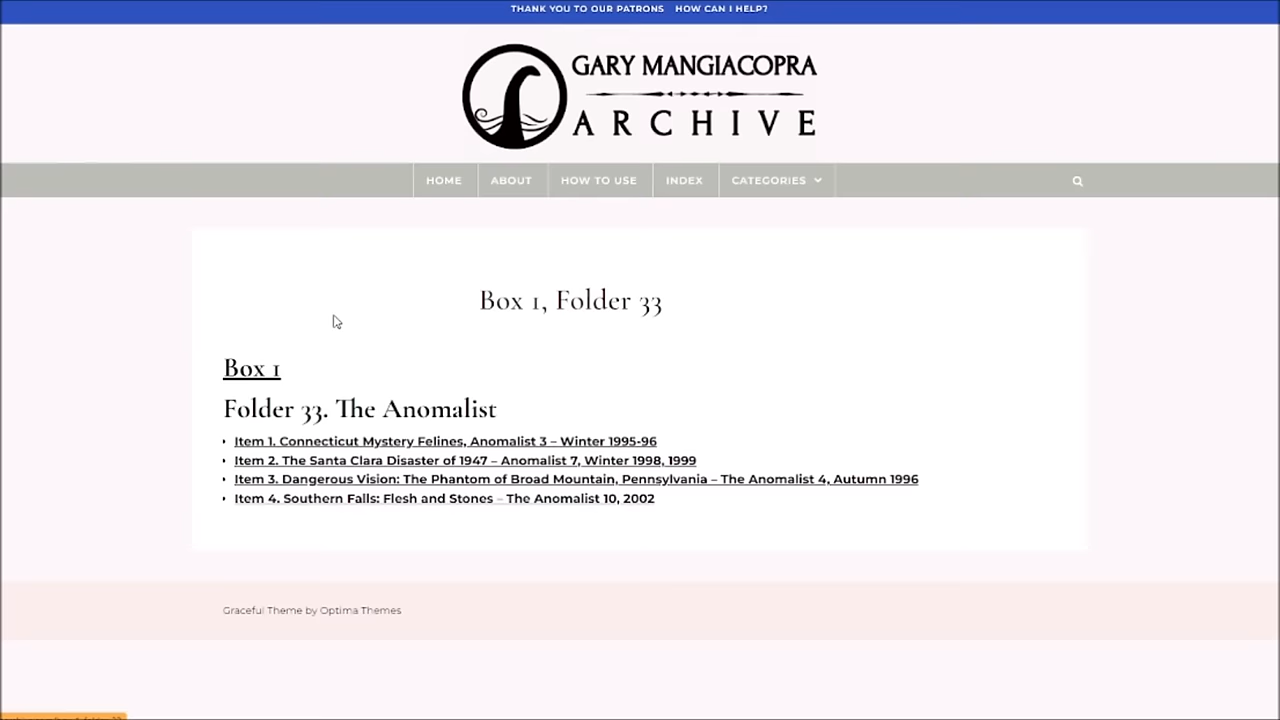 THANK YOU TO OUR PATRONS HOW CAN I HELP?
GARY MANGIACOPRA
ARCHIVE
HOME ABOUT HOW TO USE INDEX CATEGORIES
Box 1, Folder 33
Box 1
Folder 33. The Anomalist
Item 1. Connecticut Mystery Felines, Anomalist 3 – Winter 1995-96
Item 2. The Santa Clara Disaster of 1947 – Anomalist 7, Winter 1998, 1999
Item 3. Dangerous Vision: The Phantom of Broad Mountain, Pennsylvania – The Anomalist 4, Autumn 1996
Item 4. Southern Falls: Flesh and Stones – The Anomalist 10, 2002
Graceful Theme by Optima Themes